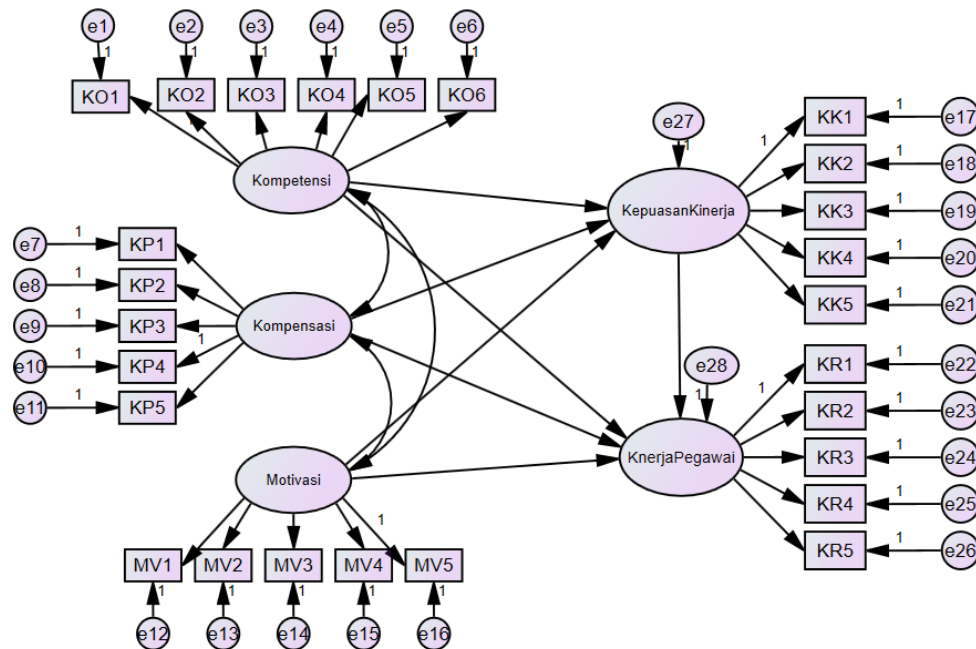 e1 e2 e3 e4 e5 e6
1 1 1 1 1 1
KO1 KO2 KO3 KO4 KO5 KO6
1
Kompetensi
e7 1 KP1
e8 1 KP2
e9 1 KP3
e10 1 KP4
e11 1 KP5
1
Kompensasi
Motivasi
1
MV1 MV2 MV3 MV4 MV5
1 1 1 1 1
e12 e13 e14 e15 e16
e27
1
KepuasanKinerja
1
KK1 1 e17
KK2 1 e18
KK3 1 e19
KK4 1 e20
KK5 1 e21
e28
1
KnerjaPegawai
1
KR1 1 e22
KR2 1 e23
KR3 1 e24
KR4 1 e25
KR5 1 e26